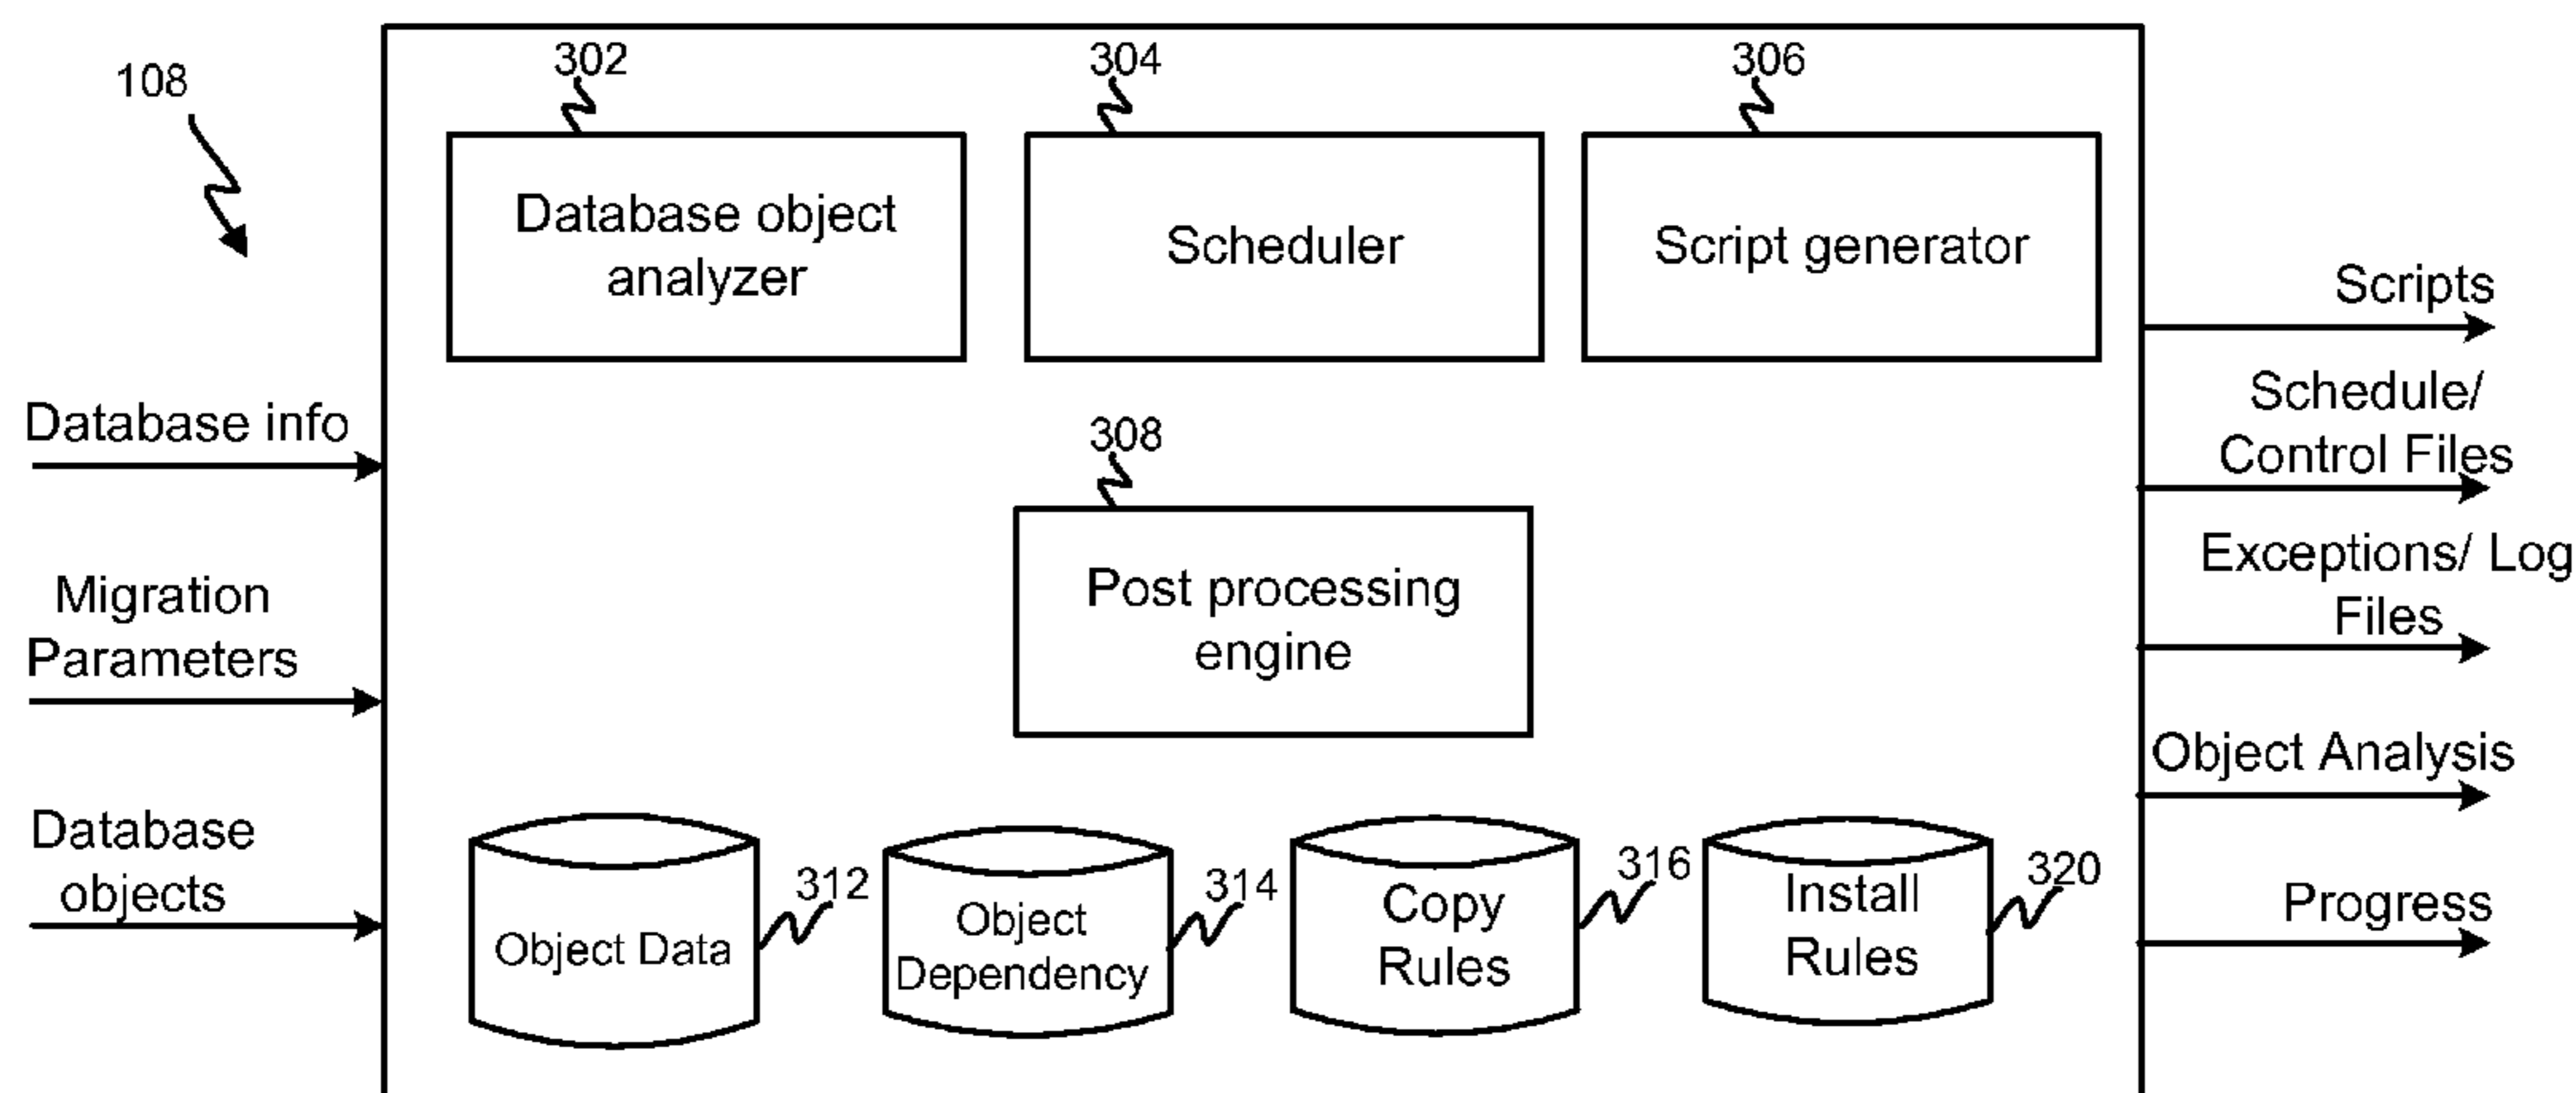 108
302
304
306
Database object
analyzer
Scheduler
Script generator
Database info
Migration
Parameters
Database
objects
308
Post processing
engine
312
Object Data
314
Object
Dependency
316
Copy
Rules
320
Install
Rules
Scripts
Schedule/
Control Files
Exceptions/ Log
Files
Object Analysis
Progress